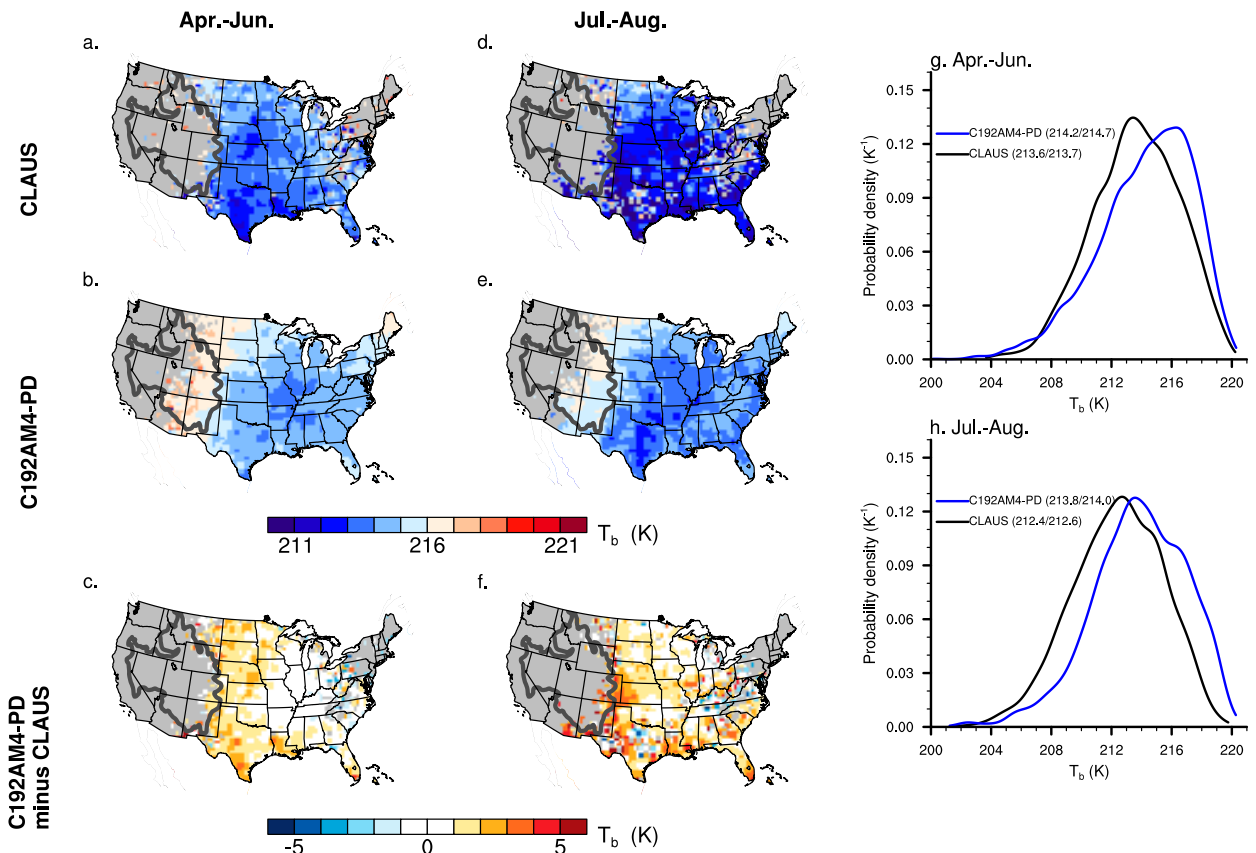 Apr.-Jun.
Jul.-Aug.
a.
d.
CLAUS
b.
e.
C192AM4-PD
211
216
221
T_b (K)
c.
f.
C192AM4-PD
minus CLAUS
-5
0
5
T_b (K)
g. Apr.-Jun.
0.15
0.12
0.09
0.06
0.03
0.00
Probability density (K⁻¹)
C192AM4-PD (214.2/214.7)
CLAUS (213.6/213.7)
200
204
208
212
216
220
T_b (K)
h. Jul.-Aug.
0.15
0.12
0.09
0.06
0.03
0.00
Probability density (K⁻¹)
C192AM4-PD (213.8/214.0)
CLAUS (212.4/212.6)
200
204
208
212
216
220
T_b (K)